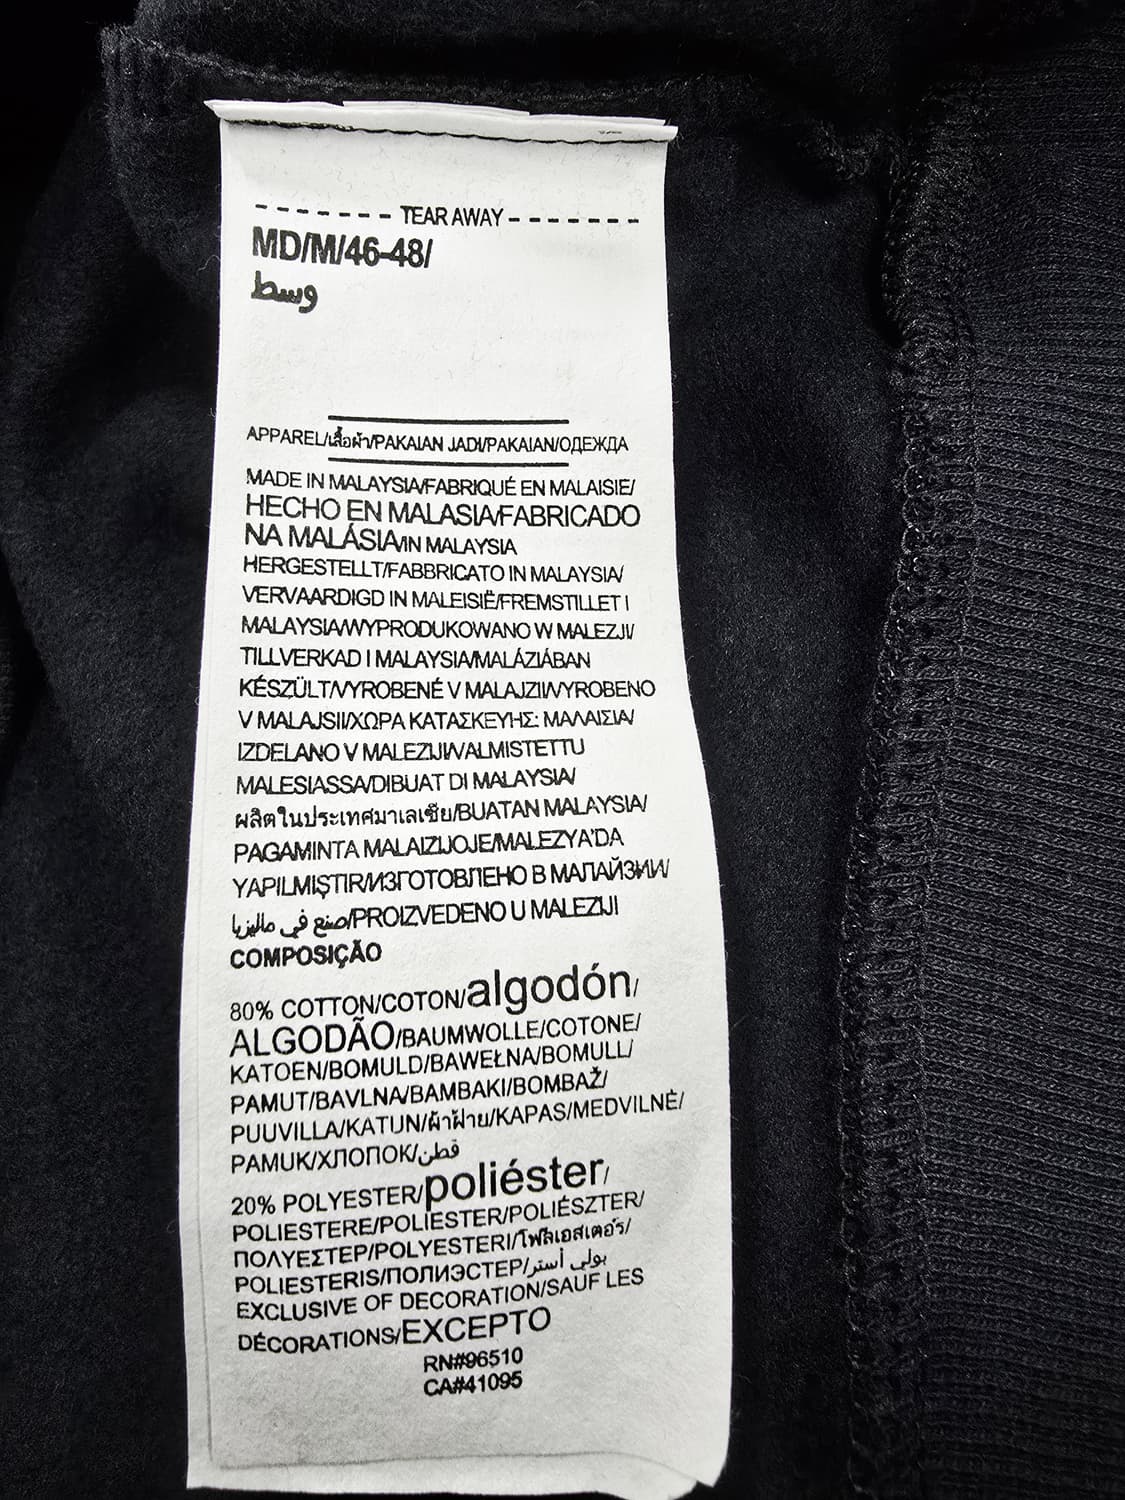 ------- TEAR AWAY -------
MD/M/46-48/
وسط
APPAREL/เสื้อผ้า/PAKAIAN JADI/PAKAIAN/ОДЕЖДА
MADE IN MALAYSIA/FABRIQUÉ EN MALAISIE/
HECHO EN MALASIA/FABRICADO
NA MALÁSIA/IN MALAYSIA
HERGESTELLT/FABBRICATO IN MALAYSIA/
VERVAARDIGD IN MALEISIË/FREMSTILLET I
MALAYSIA/WYPRODUKOWANO W MALEZJI/
TILLVERKAD I MALAYSIA/MALÁZIÁBAN
KÉSZÜLT/VYROBENÉ V MALAJZII/VYROBENO
V MALAJSII/ΧΩΡΑ ΚΑΤΑΣΚΕΥΗΣ: ΜΑΛΑΙΣΙΑ/
IZDELANO V MALEZIJI/VALMISTETTU
MALESIASSA/DIBUAT DI MALAYSIA/
ผลิตในประเทศมาเลเซีย/BUATAN MALAYSIA/
PAGAMINTA MALAIZIJOJE/MALEZYA'DA
YAPILMIŞTIR/ИЗГОТОВЛЕНО В МАЛАЙЗИИ/
صنع في ماليزيا/PROIZVEDENO U MALEZIJI
COMPOSIÇÃO
80% COTTON/COTON/algodón/
ALGODÃO/BAUMWOLLE/COTONE/
KATOEN/BOMULD/BAWEŁNA/BOMULL/
PAMUT/BAVLNA/BAMBAKI/BOMBAŽ/
PUUVILLA/KATUN/ผ้าฝ้าย/KAPAS/MEDVILNĖ/
PAMUK/ХЛОПОК/قطن
20% POLYESTER/poliéster/
POLIESTERE/POLIESTER/POLIÉSZTER/
ΠΟΛΥΕΣΤΕΡ/POLYESTERI/โพลีเอสเตอร์/
POLIESTERIS/ПОЛИЭСТЕР/بولي أستر
EXCLUSIVE OF DECORATION/SAUF LES
DÉCORATIONS/EXCEPTO
RN#96510
CA#41095